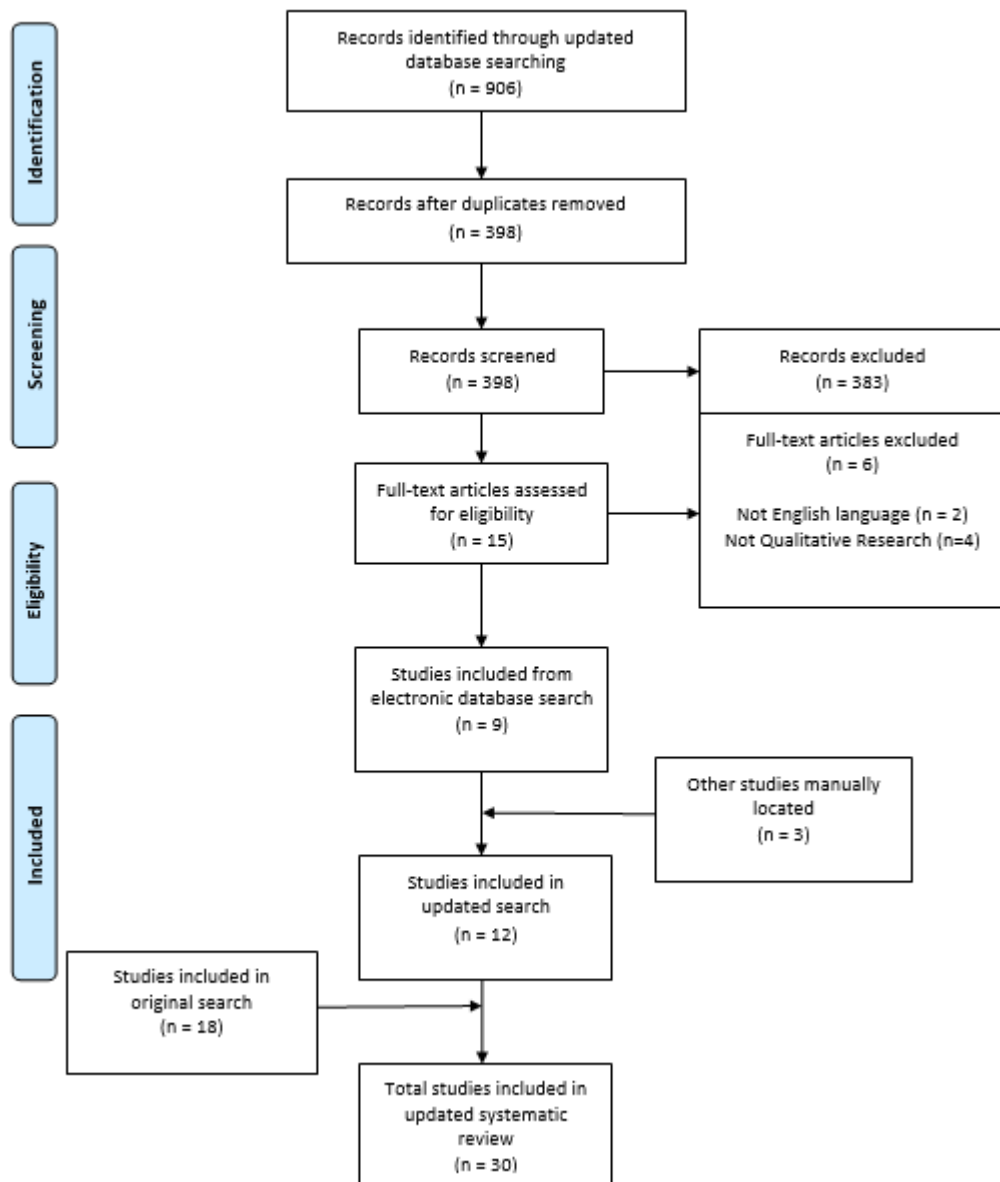 Identification
Records identified through updated
database searching
(n = 906)
Records after duplicates removed
(n = 398)
Screening
Records screened
(n = 398)
Records excluded
(n = 383)
Full-text articles excluded
(n = 6)
Not English language (n = 2)
Not Qualitative Research (n=4)
Eligibility
Full-text articles assessed
for eligibility
(n = 15)
Studies included from
electronic database search
(n = 9)
Included
Other studies manually
located
(n = 3)
Studies included in
updated search
(n = 12)
Studies included in
original search
(n = 18)
Total studies included in
updated systematic
review
(n = 30)